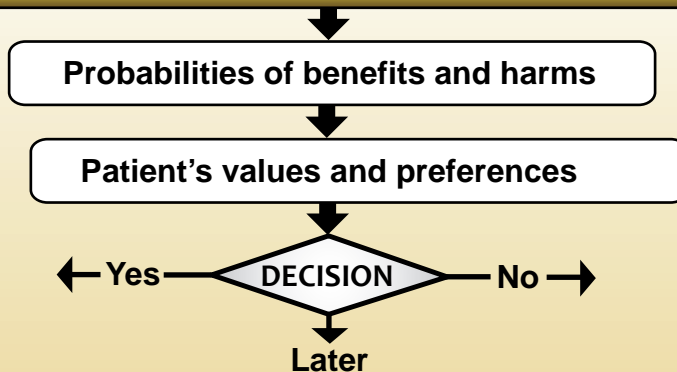 Probabilities of benefits and harms
Patient’s values and preferences
Yes DECISION No
Later